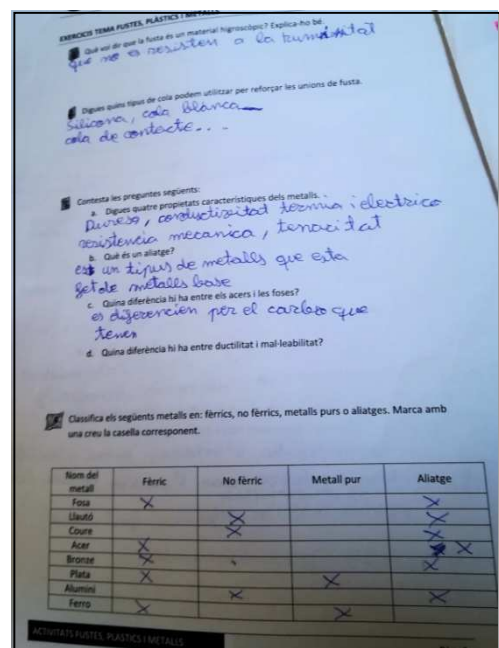 EXERCICIS TEMA FUSTES, PLÀSTICS I METALLS
Què vol dir que la fusta és un material higroscòpic? Explica-ho bé.
que no es resisten a la humitat
Digues quins tipus de cola podem utilitzar per reforçar les unions de fusta.
Silicona, cola blanca
cola de contacte...
Contesta les preguntes següents:
a. Digues quatre propietats característiques dels metalls.
Duresa, conductizitat termia i electrico
resistencia mecanica, tenacitat
b. Què és un aliatge?
est un tipus de metalls que esta
fet de metalls base
c. Quina diferència hi ha entre els acers i les foses?
es diferencien per el carbro que
tenen
d. Quina diferència hi ha entre ductilitat i mal·leabilitat?
Classifica els següents metalls en: fèrrics, no fèrrics, metalls purs o aliatges. Marca amb
una creu la casella corresponent.
Nom del metall Fèrric No fèrric Metall pur Aliatge
Fosa X X
Llautó X X
Coure X X
Acer X X
Bronze X X
Plata X X
Alumini X X
Ferro X X
ACTIVITATS FUSTES, PLÀSTICS I METALLS